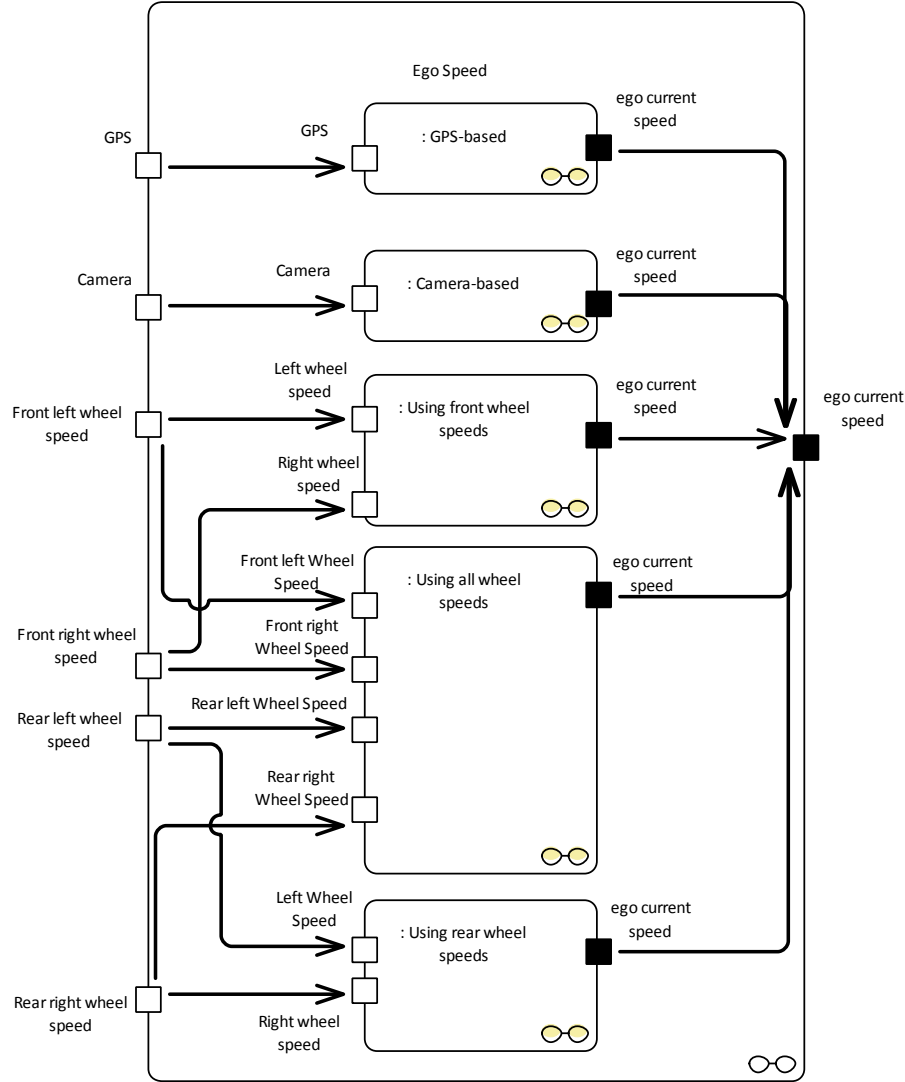 Ego Speed
ego current
speed
GPS
GPS
: GPS-based
ego current
speed
Camera
Camera
: Camera-based
Left wheel
speed
ego current
speed
ego current
speed
Front left wheel
speed
: Using front wheel
speeds
Right wheel
speed
Front left Wheel
Speed
: Using all wheel
speeds
ego current
speed
Front right wheel
speed
Front right
Wheel Speed
Rear left wheel
speed
Rear left Wheel Speed
Rear right
Wheel Speed
Left Wheel
Speed
: Using rear wheel
speeds
ego current
speed
Rear right wheel
speed
Right wheel
speed